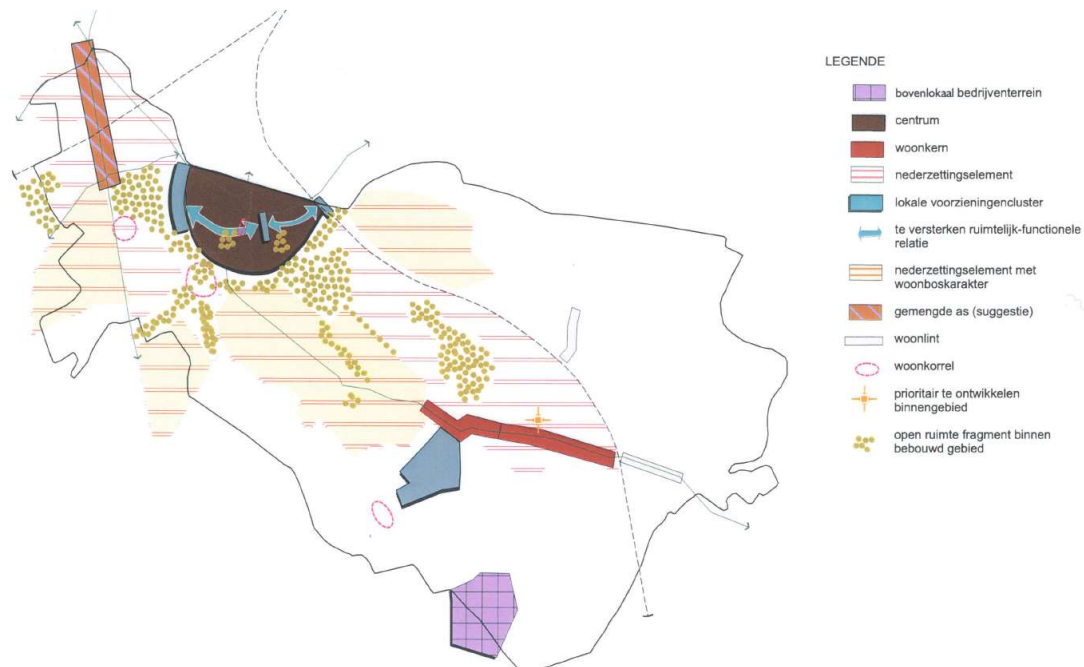 LEGENDE
bovenlokaal bedrijventerrein
centrum
woonkern
nederzettingselement
lokale voorzieningencluster
te versterken ruimtelijk-functionele
relatie
nederzettingselement met
woonboskarakter
gemengde as (suggestie)
woonlint
woonkorrel
prioritair te ontwikkelen
binnengebied
open ruimte fragment binnen
bebouwd gebied